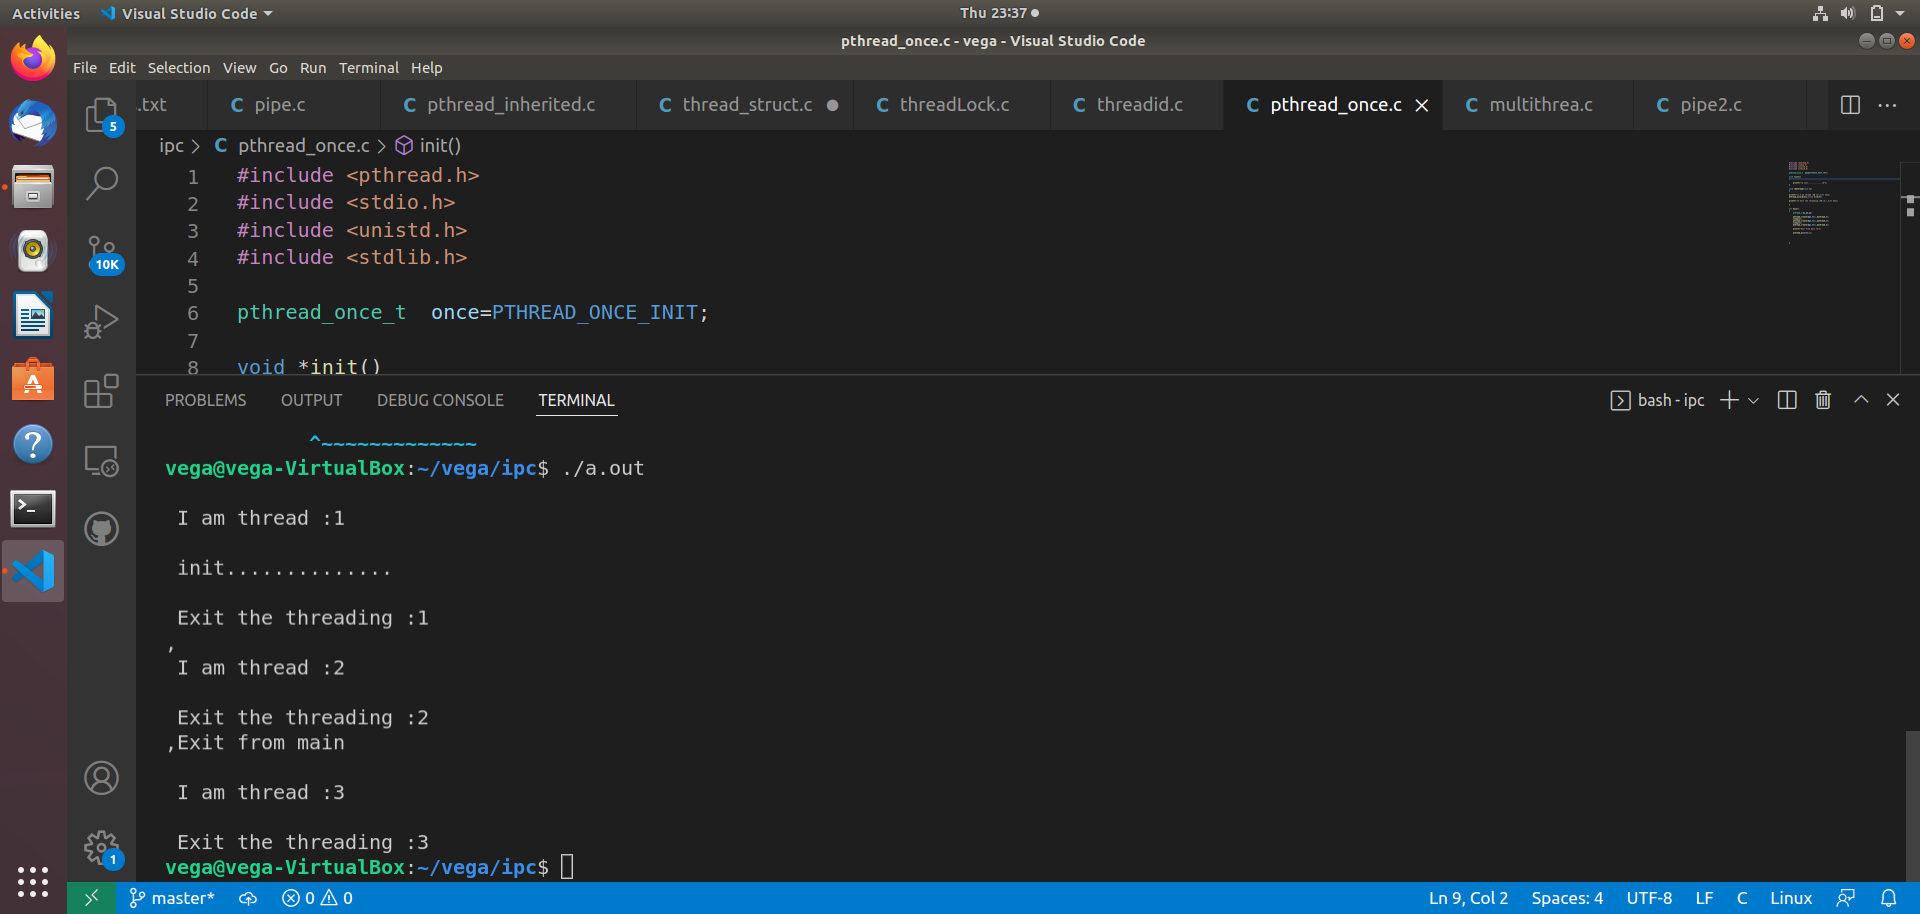 Activities Visual Studio Code Thu 23:37
pthread_once.c - vega - Visual Studio Code
File Edit Selection View Go Run Terminal Help
.txt C pipe.c C pthread_inherited.c C thread_struct.c C threadLock.c C threadid.c C pthread_once.c C multithrea.c C pipe2.c
ipc > C pthread_once.c > init()
1 #include <pthread.h>
2 #include <stdio.h>
3 #include <unistd.h>
4 #include <stdlib.h>
5
6 pthread_once_t once=PTHREAD_ONCE_INIT;
7
8 void *init()
5
10K
PROBLEMS OUTPUT DEBUG CONSOLE TERMINAL bash - ipc
^~~~~~~~~~~~~~
vega@vega-VirtualBox:~/vega/ipc$ ./a.out
I am thread :1
init..............
Exit the threading :1
,
I am thread :2
Exit the threading :2
,Exit from main
I am thread :3
Exit the threading :3
vega@vega-VirtualBox:~/vega/ipc$
1
master* 0 0 Ln 9, Col 2 Spaces: 4 UTF-8 LF C Linux